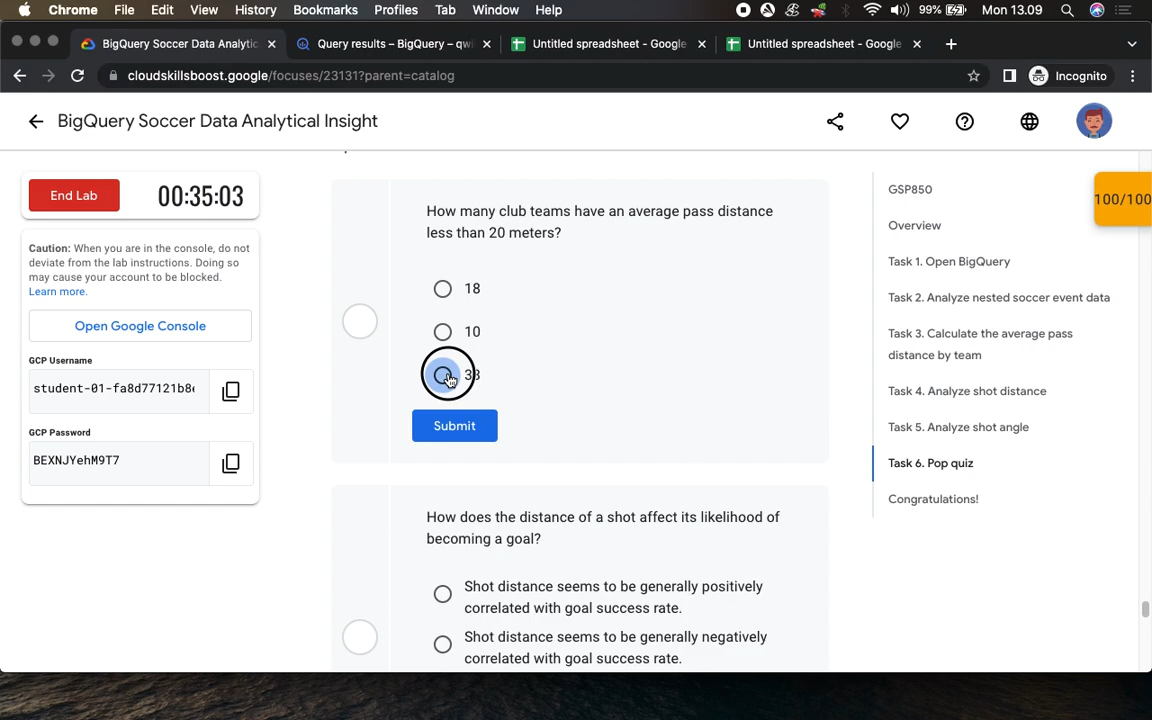 Chrome File Edit View History Bookmarks Profiles Tab Window Help 99% Mon 13.09
BigQuery Soccer Data Analytic
Query results – BigQuery – qwi
Untitled spreadsheet - Google
Untitled spreadsheet - Google
cloudskillsboost.google/focuses/23131?parent=catalog
Incognito
BigQuery Soccer Data Analytical Insight
End Lab
00:35:03
Caution: When you are in the console, do not
deviate from the lab instructions. Doing so
may cause your account to be blocked.
Learn more.
Open Google Console
GCP Username
student-01-fa8d77121b8
GCP Password
BEXNJYehM9T7
How many club teams have an average pass distance
less than 20 meters?
18
10
Submit
How does the distance of a shot affect its likelihood of
becoming a goal?
Shot distance seems to be generally positively
correlated with goal success rate.
Shot distance seems to be generally negatively
correlated with goal success rate.
GSP850
100/100
Overview
Task 1. Open BigQuery
Task 2. Analyze nested soccer event data
Task 3. Calculate the average pass
distance by team
Task 4. Analyze shot distance
Task 5. Analyze shot angle
Task 6. Pop quiz
Congratulations!